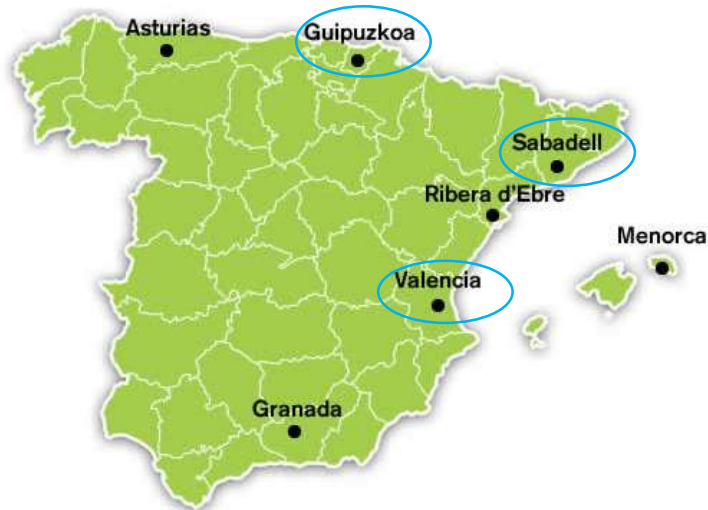 Asturias
Guipuzkoa
Sabadell
Ribera d'Ebre
Menorca
Valencia
Granada